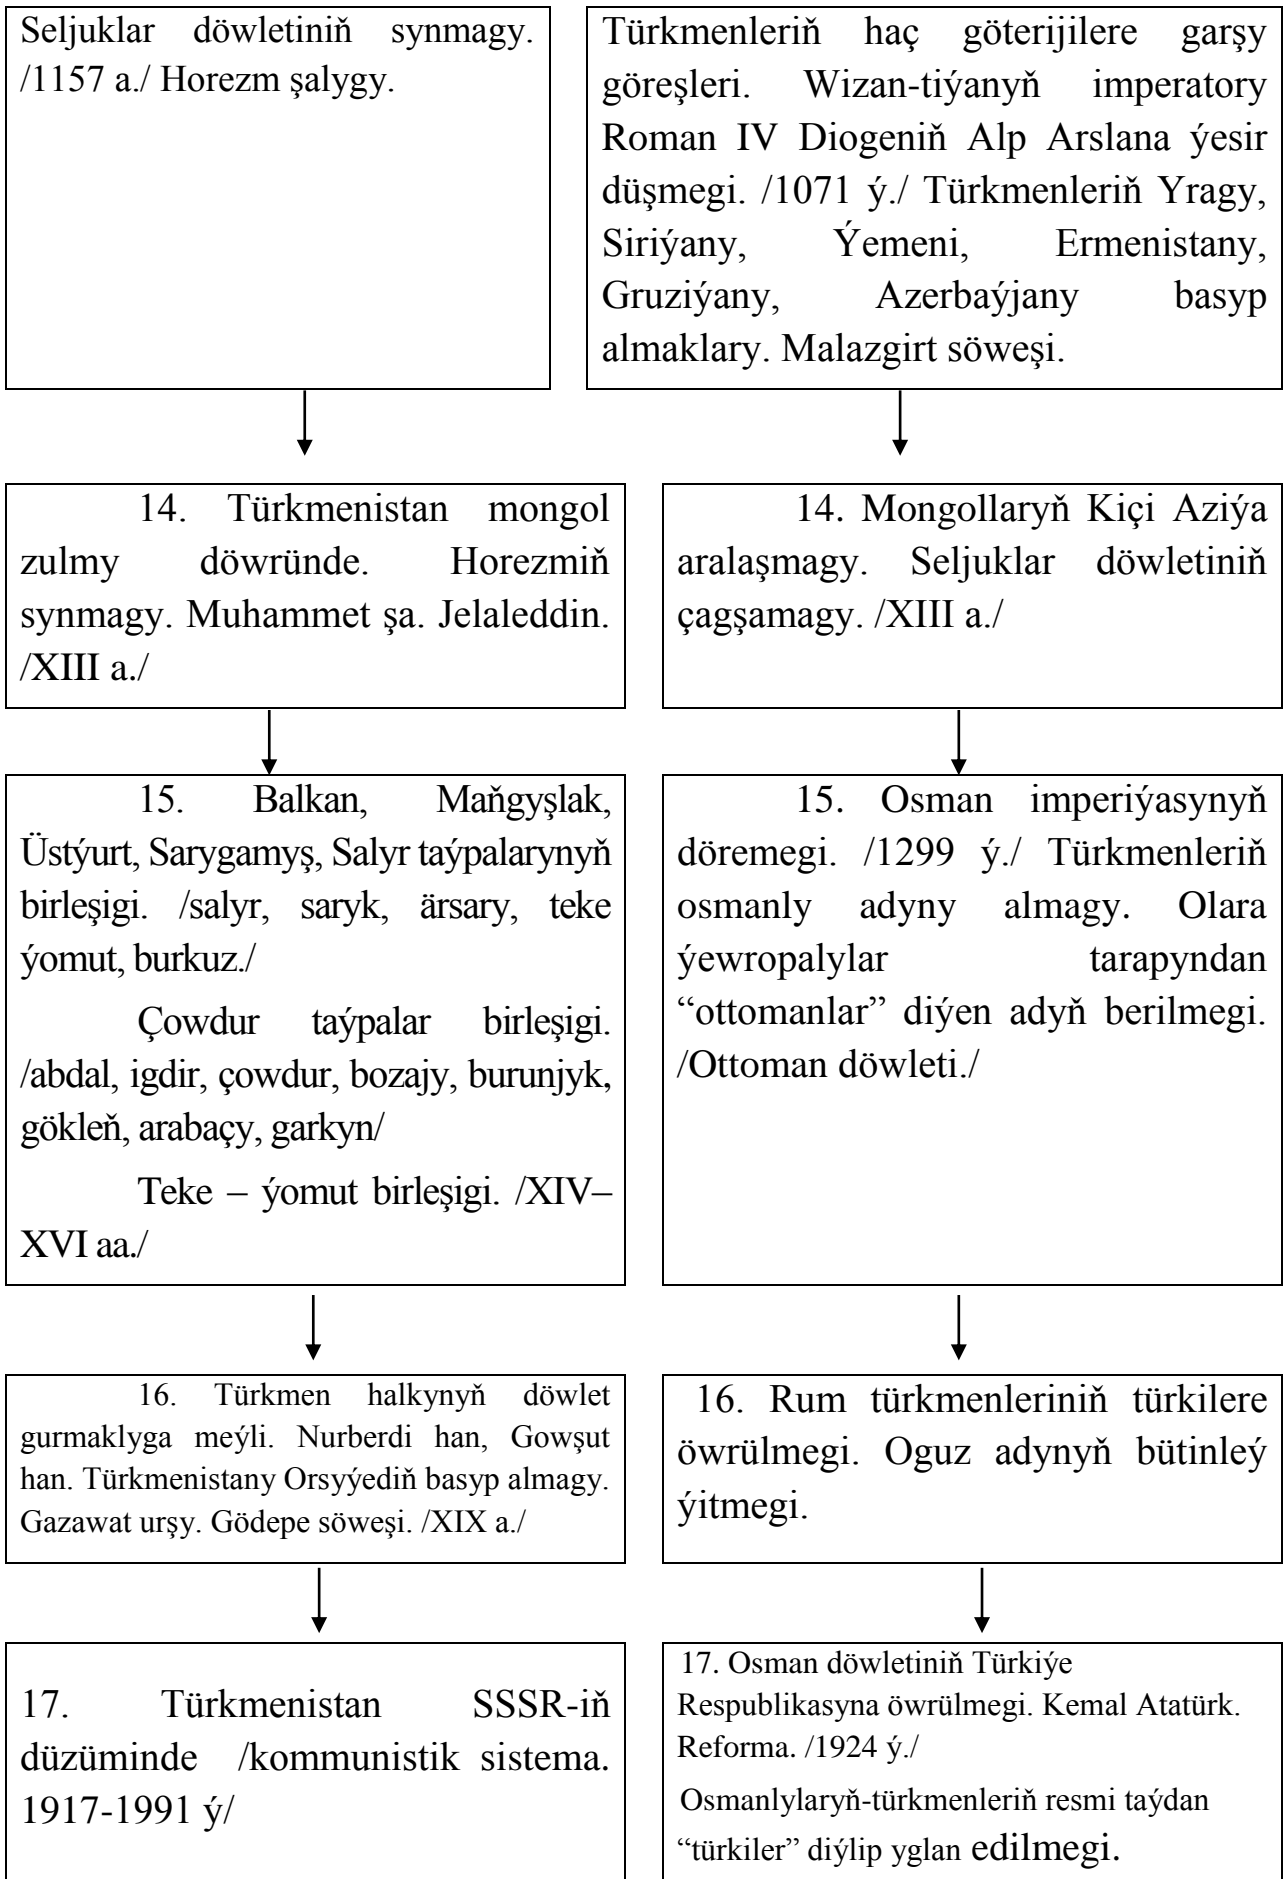 Seljuklar döwletiniň synmagy.
/1157 a./ Horezm şalygy.
Türkmenleriň haç göterijilere garşy
göreşleri. Wizan-tiýanyň imperatory
Roman IV Diogeniň Alp Arslana ýesir
düşmegi. /1071 ý./ Türkmenleriň Yragy,
Siriýany, Ýemeni, Ermenistany,
Gruziýany, Azerbaýjany basyp
almaklary. Malazgirt söweşi.
14. Türkmenistan mongol
zulmy döwründe. Horezmiň
synmagy. Muhammet şa. Jelaleddin.
/XIII a./
14. Mongollaryň Kiçi Aziýa
aralaşmagy. Seljuklar döwletiniň
çagşamagy. /XIII a./
15. Balkan, Maňgyşlak,
Üstýurt, Sarygamyş, Salyr taýpalarynyň
birleşigi. /salyr, saryk, ärsary, teke
ýomut, burkuz./
Çowdur taýpalar birleşigi.
/abdal, igdir, çowdur, bozajy, burunjyk,
gökleň, arabaçy, garkyn/
Teke – ýomut birleşigi. /XIV–
XVI aa./
15. Osman imperiýasynyň
döremegi. /1299 ý./ Türkmenleriň
osmanly adyny almagy. Olara
ýewropalylar tarapyndan
“ottomanlar” diýen adyň berilmegi.
/Ottoman döwleti./
16. Türkmen halkynyň döwlet
gurmaklyga meýli. Nurberdi han, Gowşut
han. Türkmenistany Orsyýediň basyp almagy.
Gazawat urşy. Gödepe söweşi. /XIX a./
16. Rum türkmenleriniň türkilere
öwrülmegi. Oguz adynyň bütinleý
ýitmegi.
17. Türkmenistan SSSR-iň
düzüminde /kommunistik sistema.
1917-1991 ý/
17. Osman döwletiniň Türkiýe
Respublikasyna öwrülmegi. Kemal Atatürk.
Reforma. /1924 ý./
Osmanlylaryň-türkmenleriň resmi taýdan
“türkiler” diýlip yglan edilmegi.